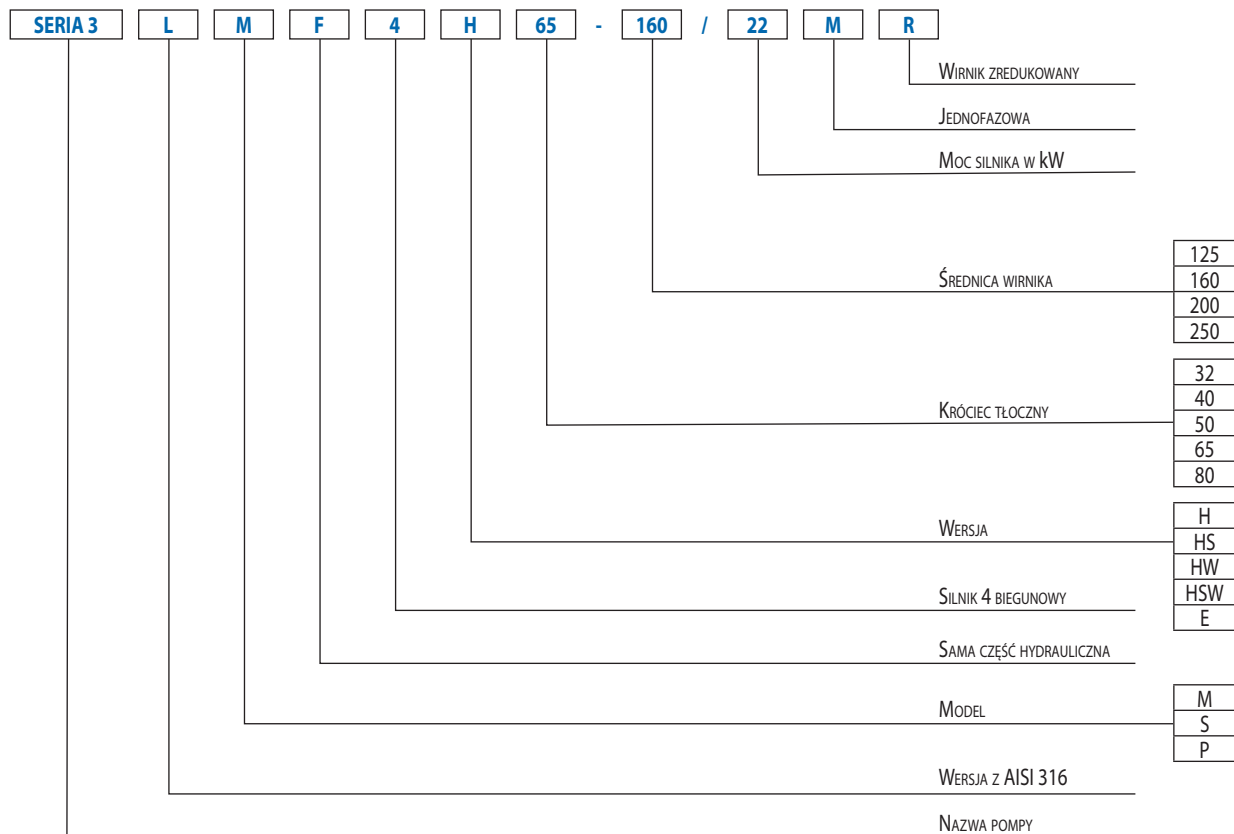 SERIA 3 L M F 4 H 65 - 160 / 22 M R
Wirnik zredukowany
Jednofazowa
Moc silnika w kW
Średnica wirnika
125
160
200
250
Króciec tłoczny
32
40
50
65
80
Wersja
H
HS
HW
HSW
E
Silnik 4 biegunowy
Sama część hydrauliczna
Model
M
S
P
Wersja z AISI 316
Nazwa pompy